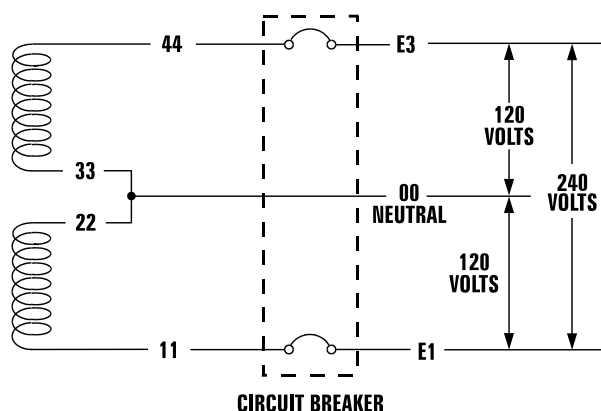 44
E3
120
VOLTS
33
00
NEUTRAL
240
VOLTS
22
120
VOLTS
11
E1
CIRCUIT BREAKER